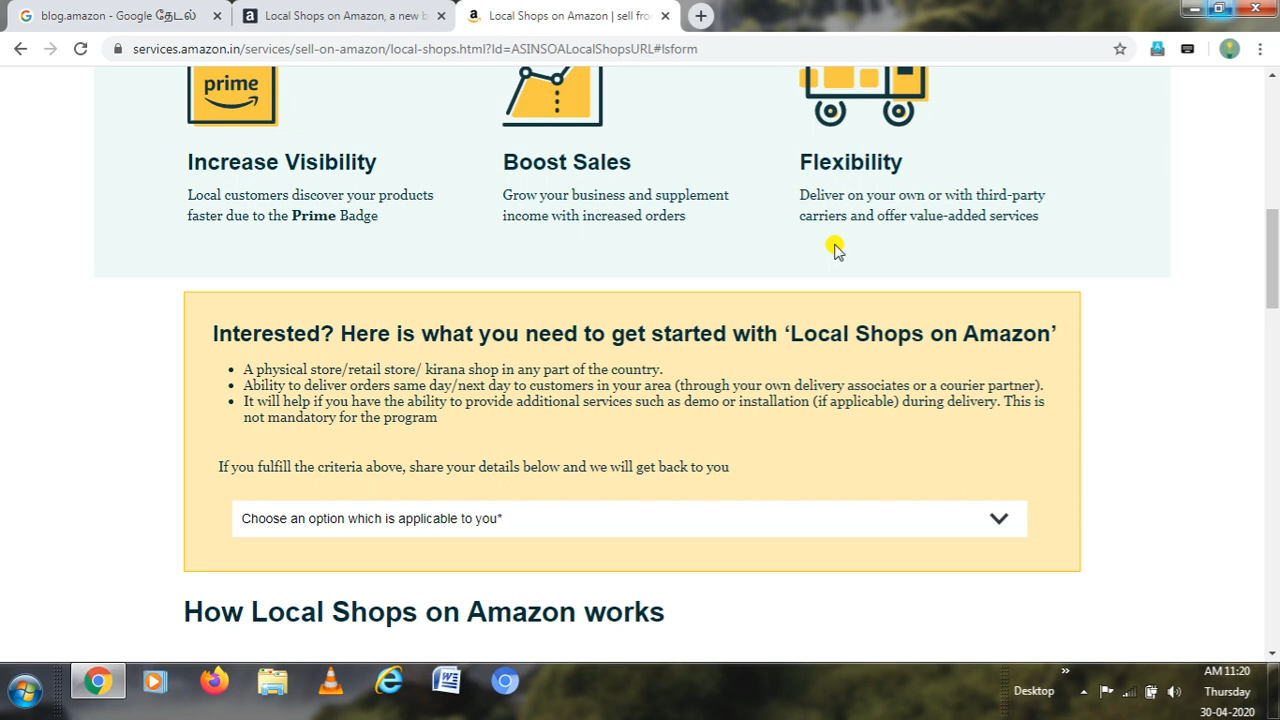 blog.amazon - Google தேடல்
Local Shops on Amazon, a new b
Local Shops on Amazon | sell fro
services.amazon.in/services/sell-on-amazon/local-shops.html?ld=ASINSOALocalShopsURL#lsform
prime
Increase Visibility
Boost Sales
Flexibility
Local customers discover your products
faster due to the Prime Badge
Grow your business and supplement
income with increased orders
Deliver on your own or with third-party
carriers and offer value-added services
Interested? Here is what you need to get started with ‘Local Shops on Amazon’
• A physical store/retail store/ kirana shop in any part of the country.
• Ability to deliver orders same day/next day to customers in your area (through your own delivery associates or a courier partner).
• It will help if you have the ability to provide additional services such as demo or installation (if applicable) during delivery. This is
not mandatory for the program
If you fulfill the criteria above, share your details below and we will get back to you
Choose an option which is applicable to you*
How Local Shops on Amazon works
Desktop
AM 11:20
Thursday
30-04-2020